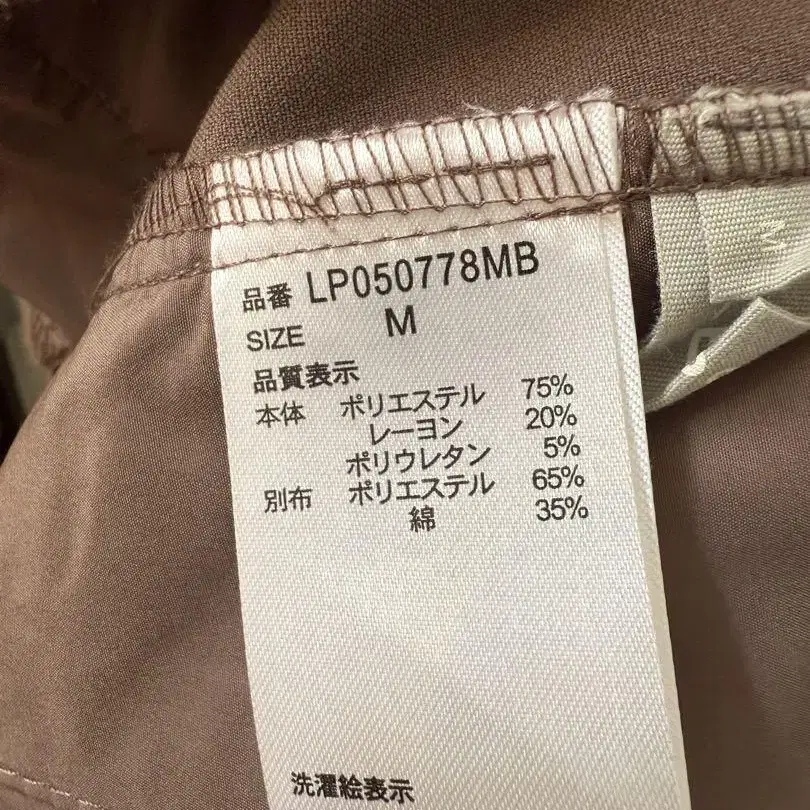 品番 LP050778MB
SIZE M
品質表示
本体 ポリエステル 75%
レーヨン 20%
ポリウレタン 5%
別布 ポリエステル 65%
綿 35%
洗濯絵表示